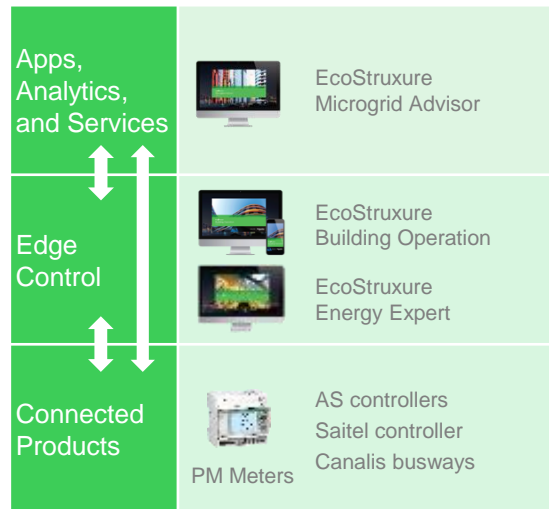 Apps,
Analytics,
and Services
EcoStruxure
Microgrid Advisor
Edge
Control
EcoStruxure
Building Operation
EcoStruxure
Energy Expert
Connected
Products
PM Meters
AS controllers
Saitel controller
Canalis busways